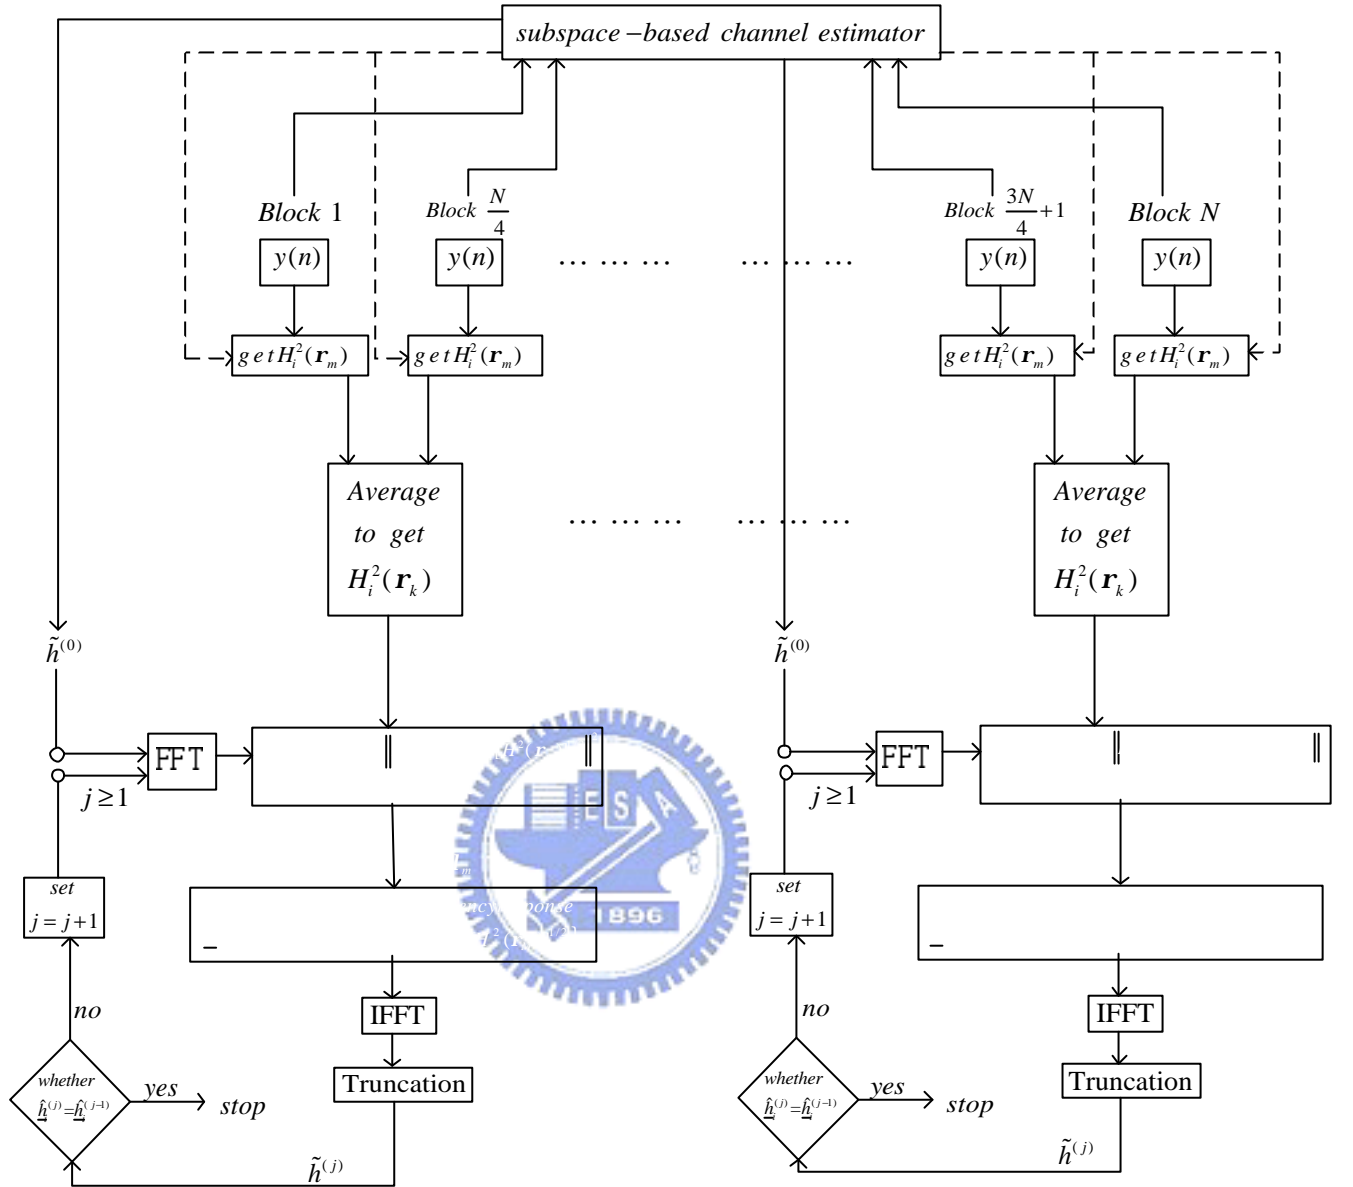 subspace–based channel estimator
Block 1
Block N/4
Block 3N/4+1
Block N
y(n)
y(n)
… … …
… … …
y(n)
y(n)
get H_i^2(r_m)
get H_i^2(r_m)
get H_i^2(r_m)
get H_i^2(r_m)
Average
to get
H_i^2(r_k)
… … …
… … …
Average
to get
H_i^2(r_k)
h̃^(0)
h̃^(0)
FFT
‖ ‖
FFT
‖ ‖
j≥1
j≥1
ESA
set
j = j+1
1896
set
j = j+1
–
–
no
IFFT
no
IFFT
whether
ĥ^(j)=ĥ^(j-1)
yes
stop
Truncation
whether
ĥ_i^(j)=ĥ_i^(j-1)
yes
stop
Truncation
h̃^(j)
h̃^(j)